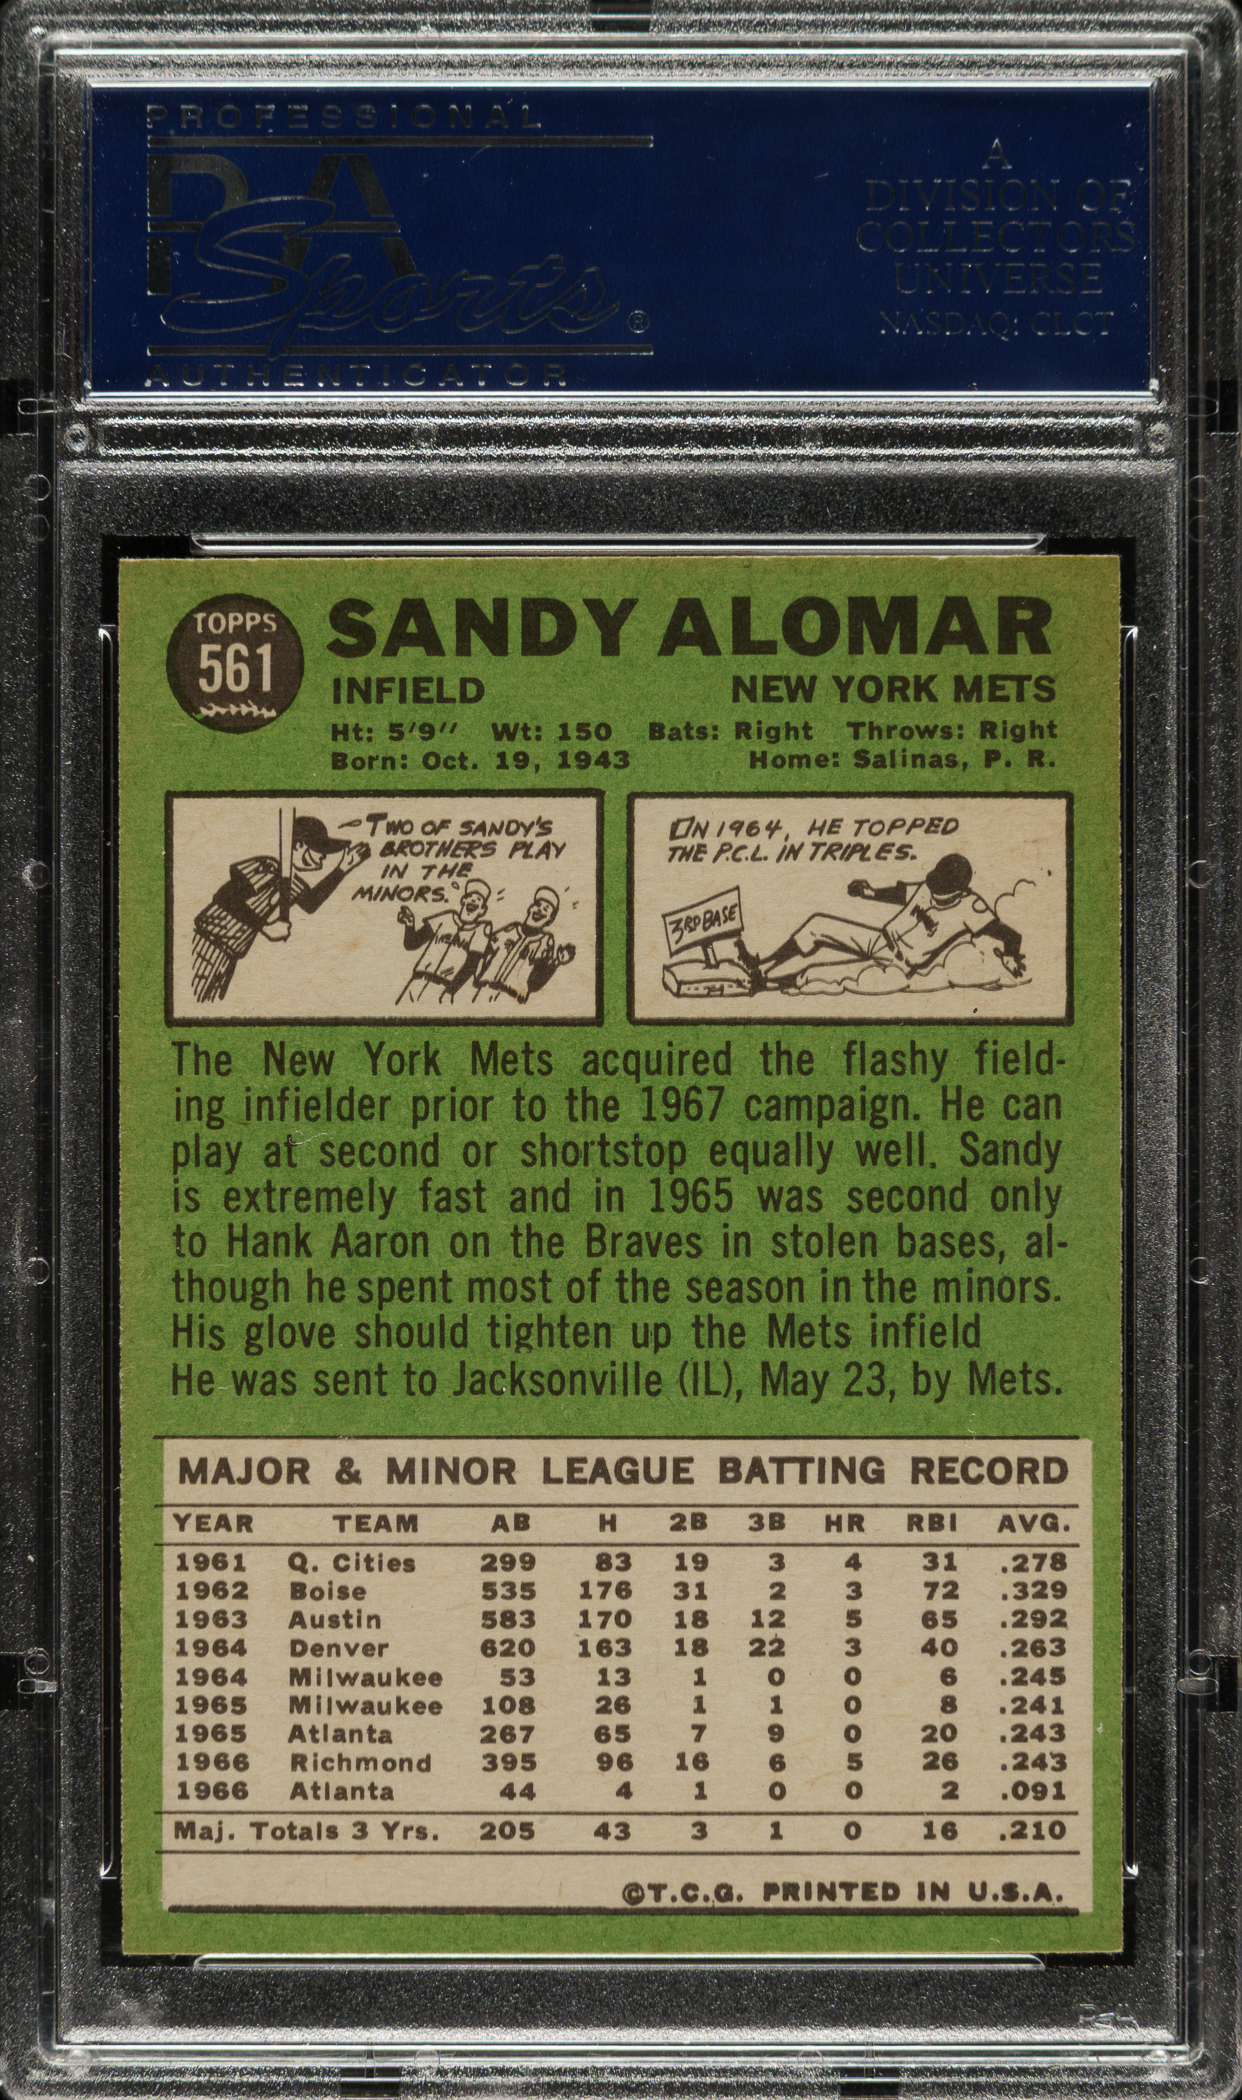 PROFESSIONAL
PSA
Sports®
AUTHENTICATOR
A
DIVISION OF
COLLECTORS
UNIVERSE
NASDAQ: CLCT
TOPPS
561
SANDY ALOMAR
INFIELD NEW YORK METS
Ht: 5'9" Wt: 150 Bats: Right Throws: Right
Born: Oct. 19, 1943 Home: Salinas, P. R.
TWO OF SANDY'S
BROTHERS PLAY
IN THE
MINORS.
IN 1964, HE TOPPED
THE P.C.L. IN TRIPLES.
3RD BASE
The New York Mets acquired the flashy field-
ing infielder prior to the 1967 campaign. He can
play at second or shortstop equally well. Sandy
is extremely fast and in 1965 was second only
to Hank Aaron on the Braves in stolen bases, al-
though he spent most of the season in the minors.
His glove should tighten up the Mets infield
He was sent to Jacksonville (IL), May 23, by Mets.
MAJOR & MINOR LEAGUE BATTING RECORD
YEAR TEAM AB H 2B 3B HR RBI AVG.
1961 Q. Cities 299 83 19 3 4 31 .278
1962 Boise 535 176 31 2 3 72 .329
1963 Austin 583 170 18 12 5 65 .292
1964 Denver 620 163 18 22 3 40 .263
1964 Milwaukee 53 13 1 0 0 6 .245
1965 Milwaukee 108 26 1 1 0 8 .241
1965 Atlanta 267 65 7 9 0 20 .243
1966 Richmond 395 96 16 6 5 26 .243
1966 Atlanta 44 4 1 0 0 2 .091
Maj. Totals 3 Yrs. 205 43 3 1 0 16 .210
©T.C.G. PRINTED IN U.S.A.